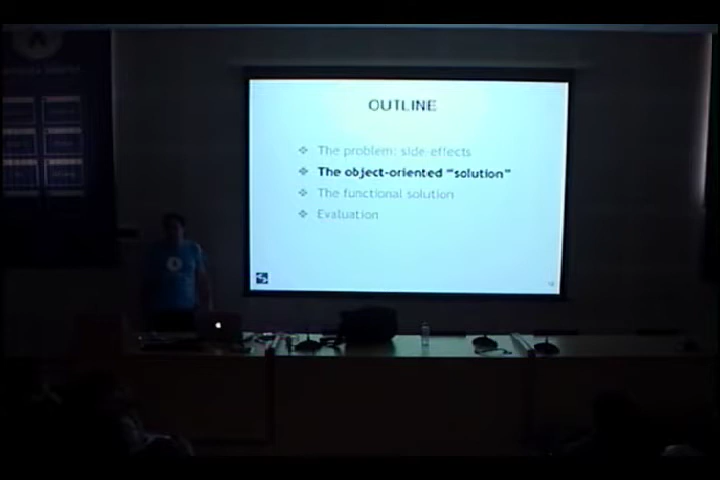 OUTLINE
The problem: side-effects
The object-oriented "solution"
The functional solution
Evaluation